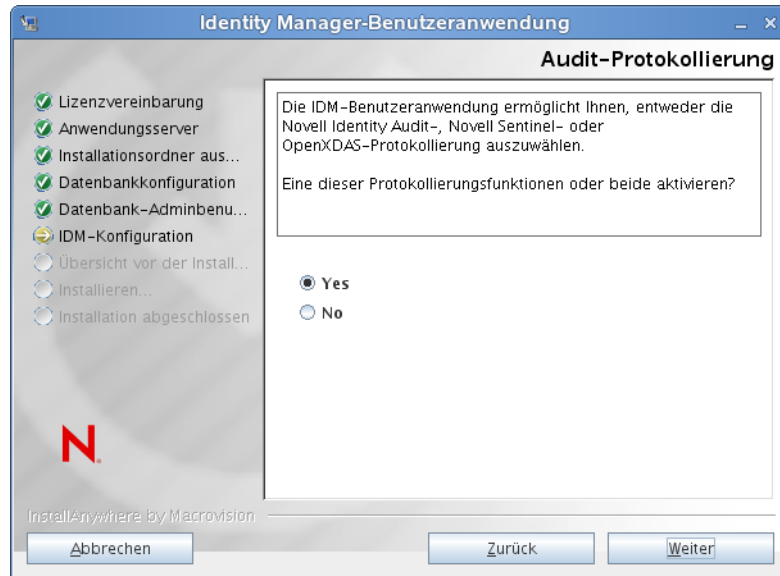 Identity Manager-Benutzeranwendung
Audit-Protokollierung
Lizenzvereinbarung
Anwendungsserver
Installationsordner aus...
Datenbankkonfiguration
Datenbank-Adminbenu...
IDM-Konfiguration
Übersicht vor der Install...
Installieren...
Installation abgeschlossen
Die IDM-Benutzeranwendung ermöglicht Ihnen, entweder die
Novell Identity Audit-, Novell Sentinel- oder
OpenXDAS-Protokollierung auszuwählen.
Eine dieser Protokollierungsfunktionen oder beide aktivieren?
Yes
No
N
InstallAnywhere by Macrovision
Abbrechen
Zurück
Weiter